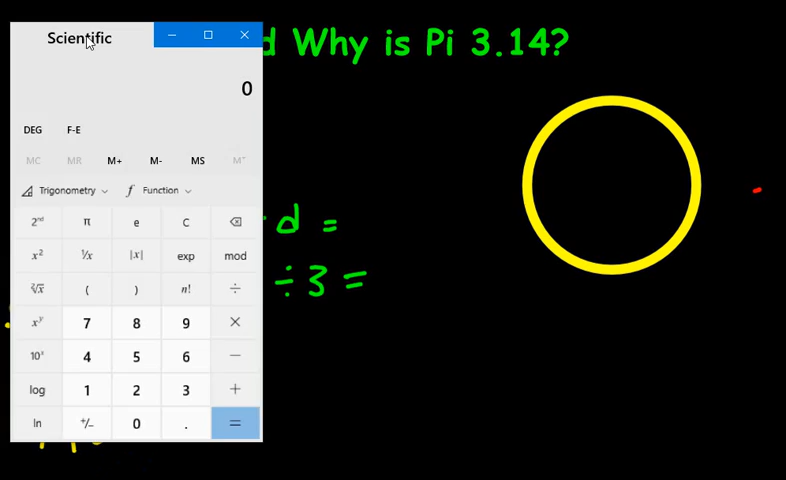 Scientific
d Why is Pi 3.14?
0
DEG F-E
MC MR M+ M- MS M˅
Trigonometry f Function
2ⁿᵈ π e C
x² ¹/x |x| exp mod
²√x ( ) n! ÷
xʸ 7 8 9 ×
10ˣ 4 5 6 −
log 1 2 3 +
ln +/− 0 . =
d =
÷3 =